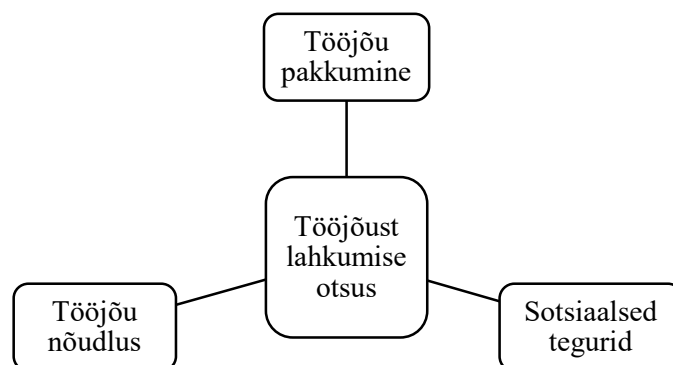 Tööjõu
pakkumine
Tööjõust
lahkumise
otsus
Tööjõu
nõudlus
Sotsiaalsed
tegurid